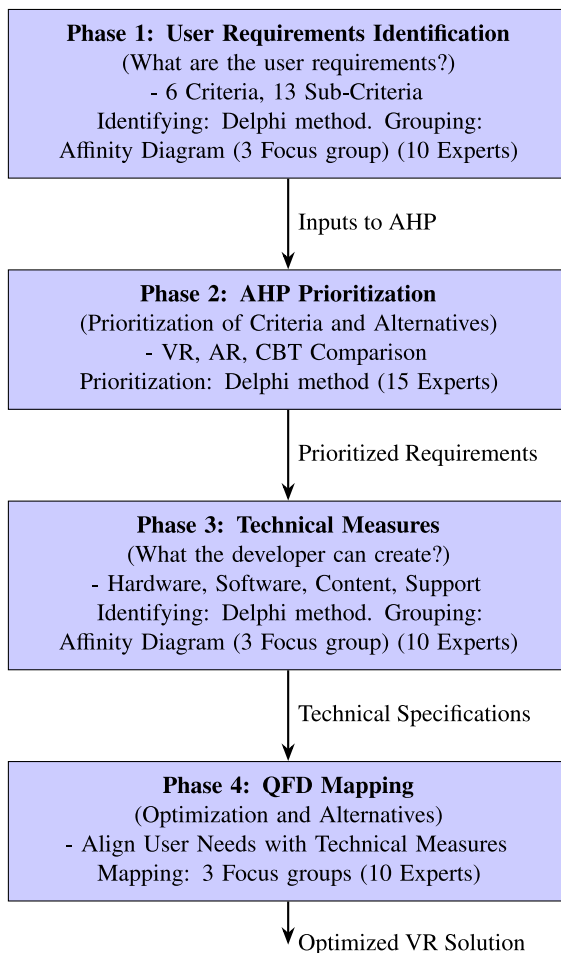 Phase 1: User Requirements Identification
(What are the user requirements?)
- 6 Criteria, 13 Sub-Criteria
Identifying: Delphi method. Grouping:
Affinity Diagram (3 Focus group) (10 Experts)
Inputs to AHP
Phase 2: AHP Prioritization
(Prioritization of Criteria and Alternatives)
- VR, AR, CBT Comparison
Prioritization: Delphi method (15 Experts)
Prioritized Requirements
Phase 3: Technical Measures
(What the developer can create?)
- Hardware, Software, Content, Support
Identifying: Delphi method. Grouping:
Affinity Diagram (3 Focus group) (10 Experts)
Technical Specifications
Phase 4: QFD Mapping
(Optimization and Alternatives)
- Align User Needs with Technical Measures
Mapping: 3 Focus groups (10 Experts)
Optimized VR Solution